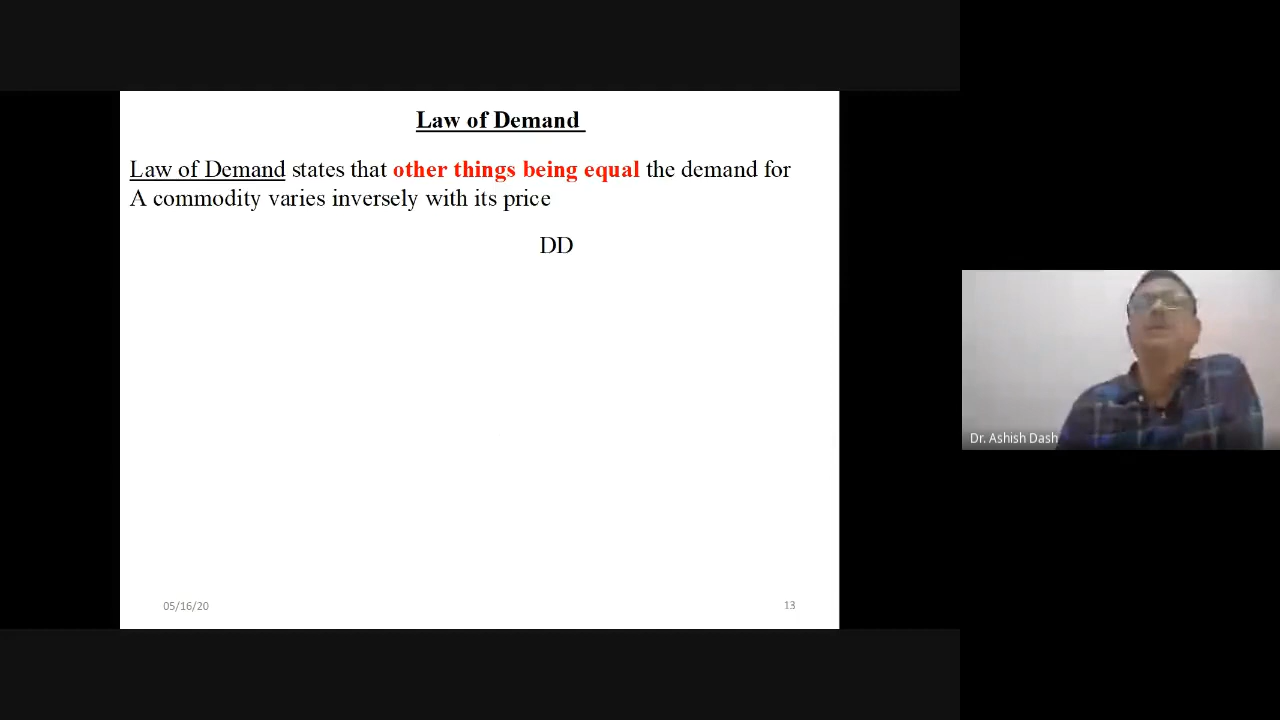 Law of Demand
Law of Demand states that other things being equal the demand for
A commodity varies inversely with its price
DD
Dr. Ashish Dash
05/16/20
13